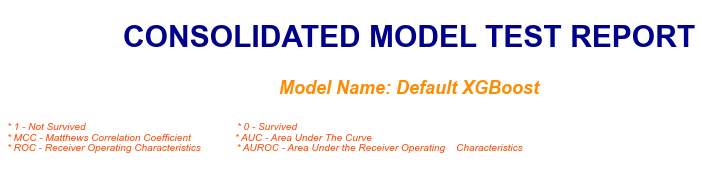 CONSOLIDATED MODEL TEST REPORT
Model Name: Default XGBoost
* 1 - Not Survived * 0 - Survived
* MCC - Matthews Correlation Coefficient * AUC - Area Under The Curve
* ROC - Receiver Operating Characteristics * AUROC - Area Under the Receiver Operating Characteristics